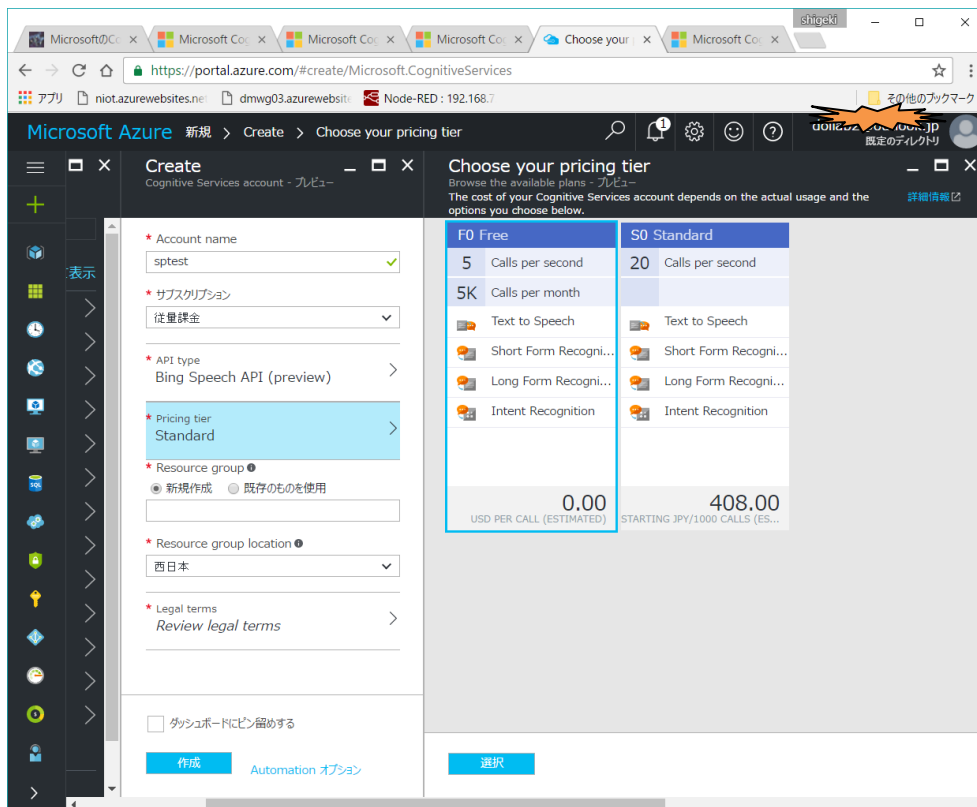 shigeki
MicrosoftのCo
Microsoft Cog
Microsoft Cog
Microsoft Cog
Choose your
Microsoft Cog
https://portal.azure.com/#create/Microsoft.CognitiveServices
アプリ
niot.azurewebsites.ne
dmwg03.azurewebsite
Node-RED : 192.168.7
その他のブックマーク
Microsoft Azure 新規 > Create > Choose your pricing tier
1
既定のディレクトリ
Create
Cognitive Services account - プレビュー
Choose your pricing tier
Browse the available plans - プレビュー
The cost of your Cognitive Services account depends on the actual usage and the
options you choose below.
詳細情報
表示
* Account name
sptest
* サブスクリプション
従量課金
* API type
Bing Speech API (preview)
* Pricing tier
Standard
* Resource group
新規作成 既存のものを使用
* Resource group location
西日本
* Legal terms
Review legal terms
ダッシュボードにピン留めする
作成
Automation オプション
F0 Free
5 Calls per second
5K Calls per month
Text to Speech
Short Form Recogni...
Long Form Recogni...
Intent Recognition
0.00
USD PER CALL (ESTIMATED)
S0 Standard
20 Calls per second
Text to Speech
Short Form Recogni...
Long Form Recogni...
Intent Recognition
408.00
STARTING JPY/1000 CALLS (ES...
選択
SQL